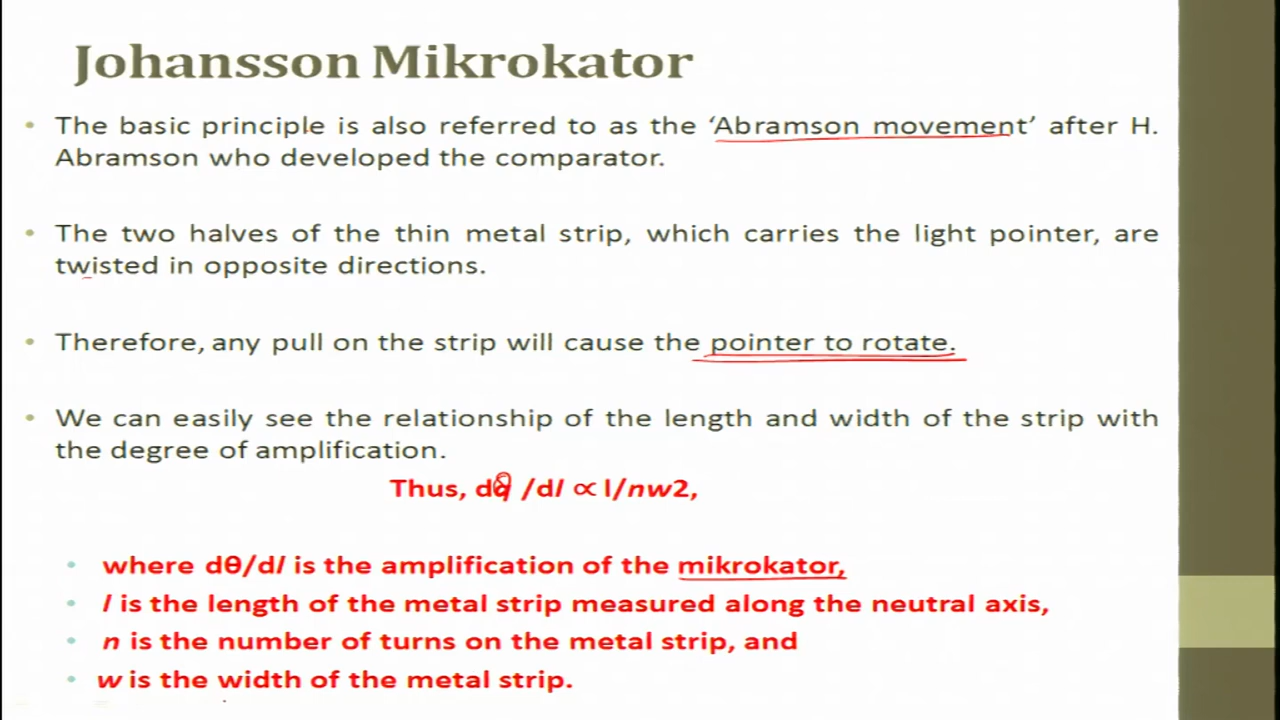 Johansson Mikrokator
• The basic principle is also referred to as the ‘Abramson movement’ after H.
Abramson who developed the comparator.
• The two halves of the thin metal strip, which carries the light pointer, are
twisted in opposite directions.
• Therefore, any pull on the strip will cause the pointer to rotate.
• We can easily see the relationship of the length and width of the strip with
the degree of amplification.
Thus, dθ /dl ∝ l/nw2,
• where dθ/dl is the amplification of the mikrokator,
• l is the length of the metal strip measured along the neutral axis,
• n is the number of turns on the metal strip, and
• w is the width of the metal strip.